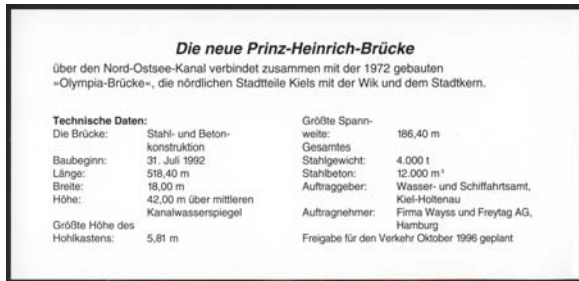 Die neue Prinz-Heinrich-Brücke
über den Nord-Ostsee-Kanal verbindet zusammen mit der 1972 gebauten
»Olympia-Brücke«, die nördlichen Stadtteile Kiels mit der Wik und dem Stadtkern.
Technische Daten:
Die Brücke: Stahl- und Beton-
konstruktion
Baubeginn: 31. Juli 1992
Länge: 518,40 m
Breite: 18,00 m
Höhe: 42,00 m über mittleren
Kanalwasserspiegel
Größte Höhe des
Hohlkastens: 5,81 m
Größte Spann-
weite: 186,40 m
Gesamtes
Stahlgewicht: 4.000 t
Stahlbeton: 12.000 m³
Auftraggeber: Wasser- und Schiffahrtsamt,
Kiel-Holtenau
Auftragnehmer: Firma Wayss und Freytag AG,
Hamburg
Freigabe für den Verkehr Oktober 1996 geplant